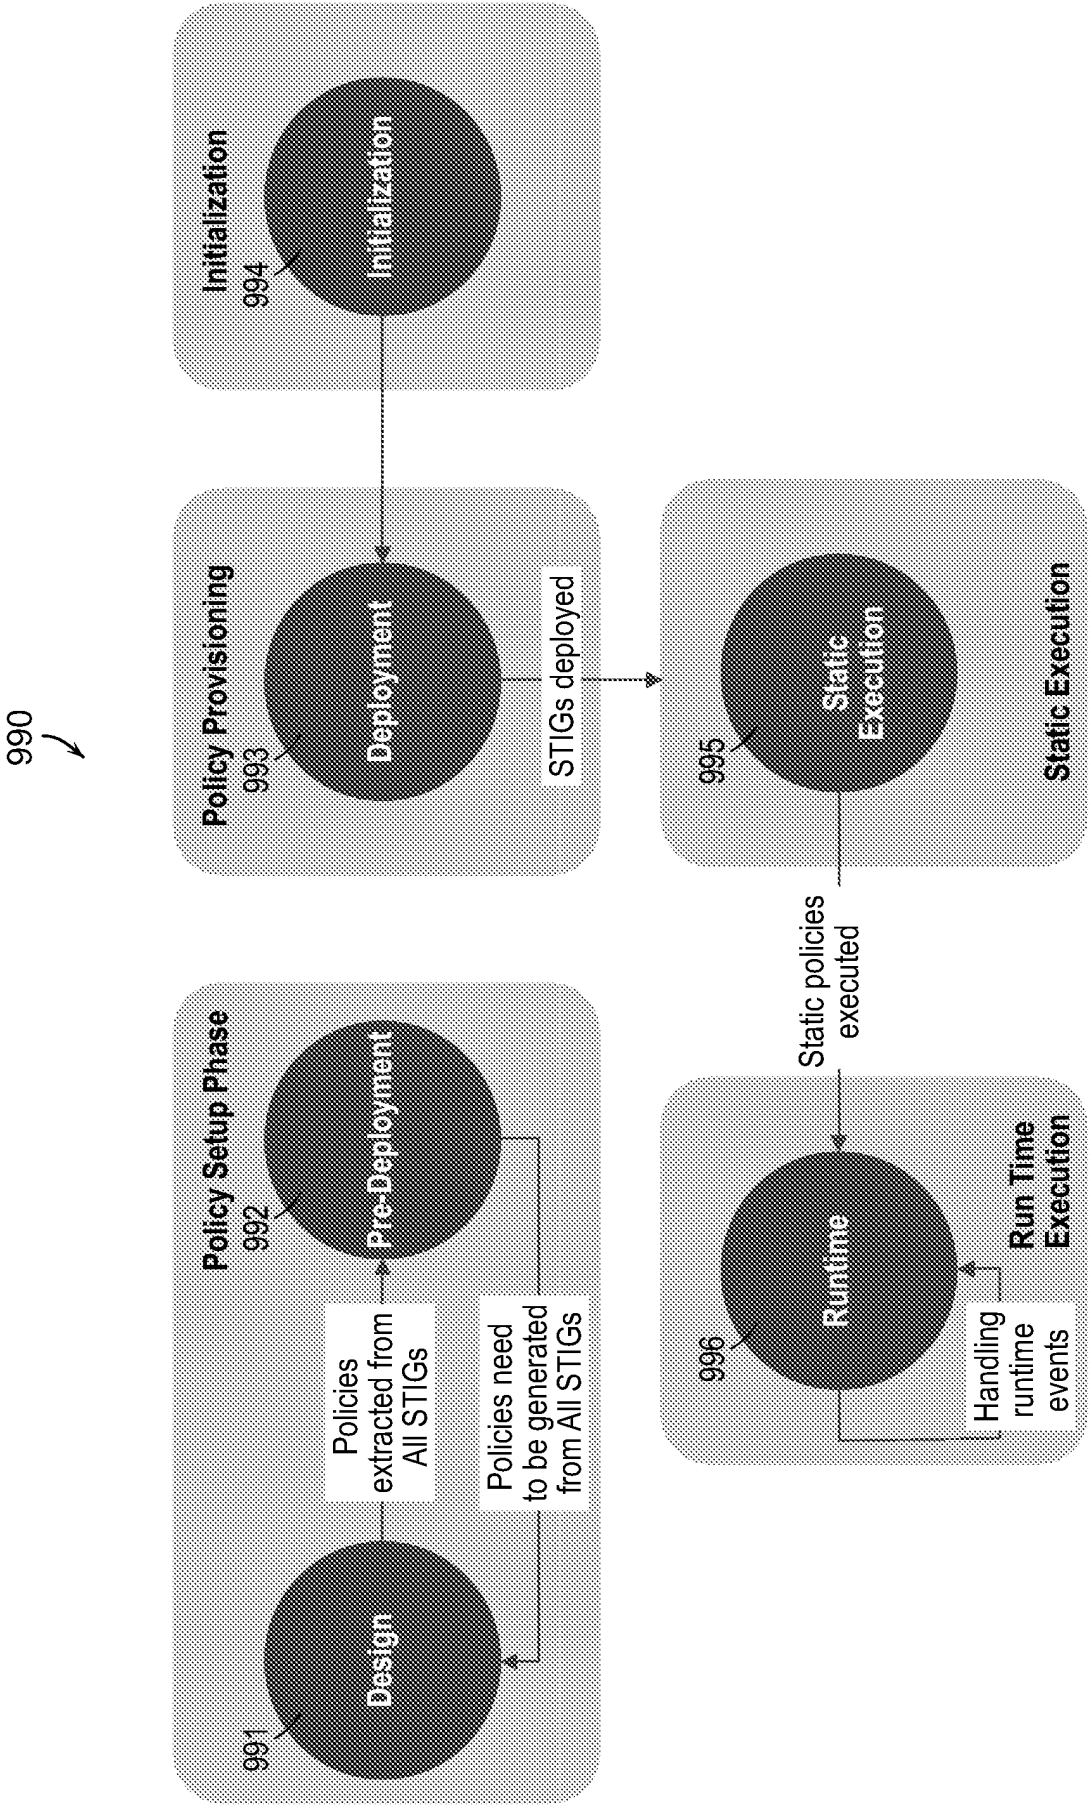 990
Policy Setup Phase
991
Design
Policies
extracted from
All STIGs
992
Pre-Deployment
Policies need
to be generated
from All STIGs
Policy Provisioning
993
Deployment
STIGs deployed
Initialization
994
Initialization
996
Runtime
Handling
runtime
events
Run Time
Execution
Static policies
executed
995
Static
Execution
Static Execution